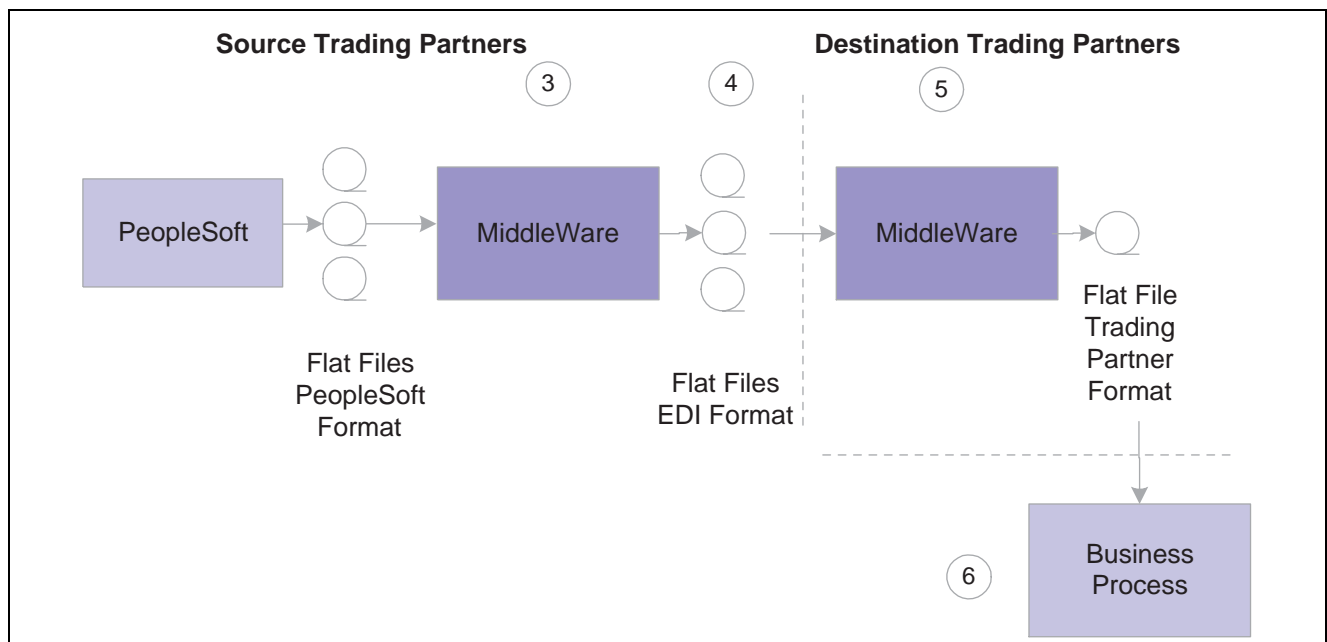 Source Trading Partners
Destination Trading Partners
3
4
5
PeopleSoft
MiddleWare
MiddleWare
Flat Files
PeopleSoft
Format
Flat Files
EDI Format
Flat File
Trading
Partner
Format
6
Business
Process